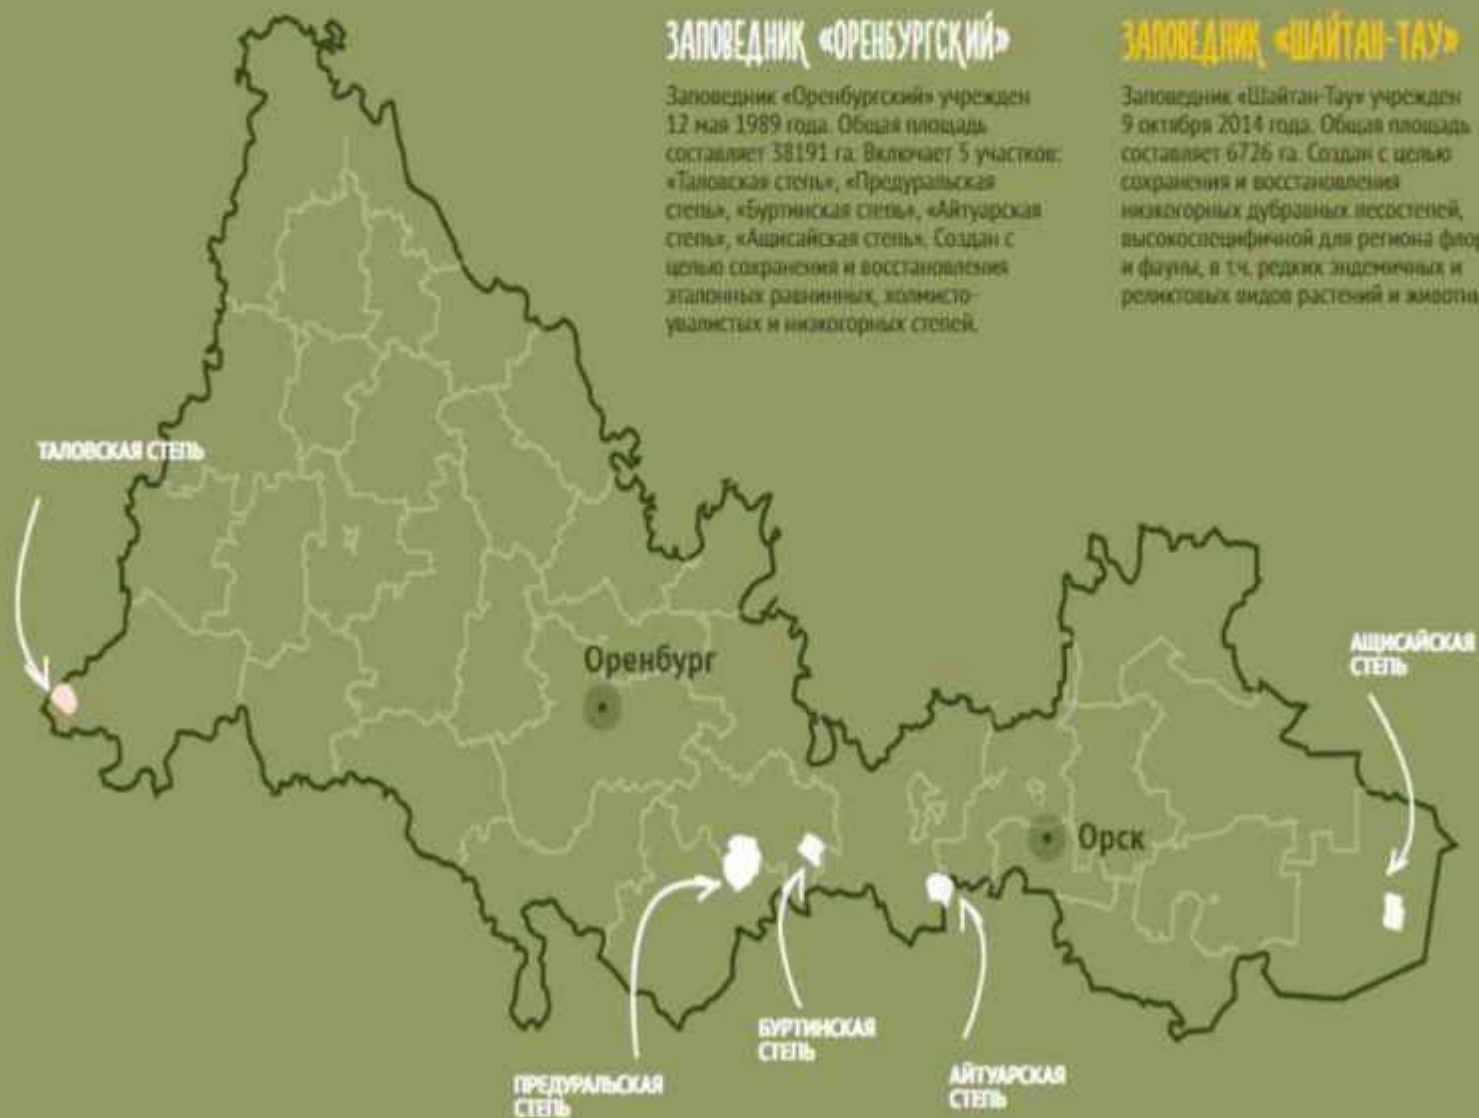 ЗАПОВЕДНИК «ОРЕНБУРГСКИЙ»
Заповедник «Оренбургский» учрежден
12 мая 1989 года. Общая площадь
составляет 38191 га. Включает 5 участков:
«Таловская степь», «Предуральская
степь», «Буртинская степь», «Айтуарская
степь», «Ащисайская степь». Создан с
целью сохранения и восстановления
эталонных равнинных, холмисто-
увалистых и низкогорных степей.
ЗАПОВЕДНИК «ШАЙТАН-ТАУ»
Заповедник «Шайтан-Тау» учрежден
9 октября 2014 года. Общая площадь
составляет 6726 га. Создан с целью
сохранения и восстановления
низкогорных дубравных лесостепей,
высокоспецифичной для региона флор
и фауны, в т.ч. редких эндемичных и
реликтовых видов растений и животны
ТАЛОВСКАЯ СТЕПЬ
Оренбург
АЩИСАЙСКАЯ
СТЕПЬ
Орск
БУРТИНСКАЯ
СТЕПЬ
ПРЕДУРАЛЬСКАЯ
СТЕПЬ
АЙТУАРСКАЯ
СТЕПЬ